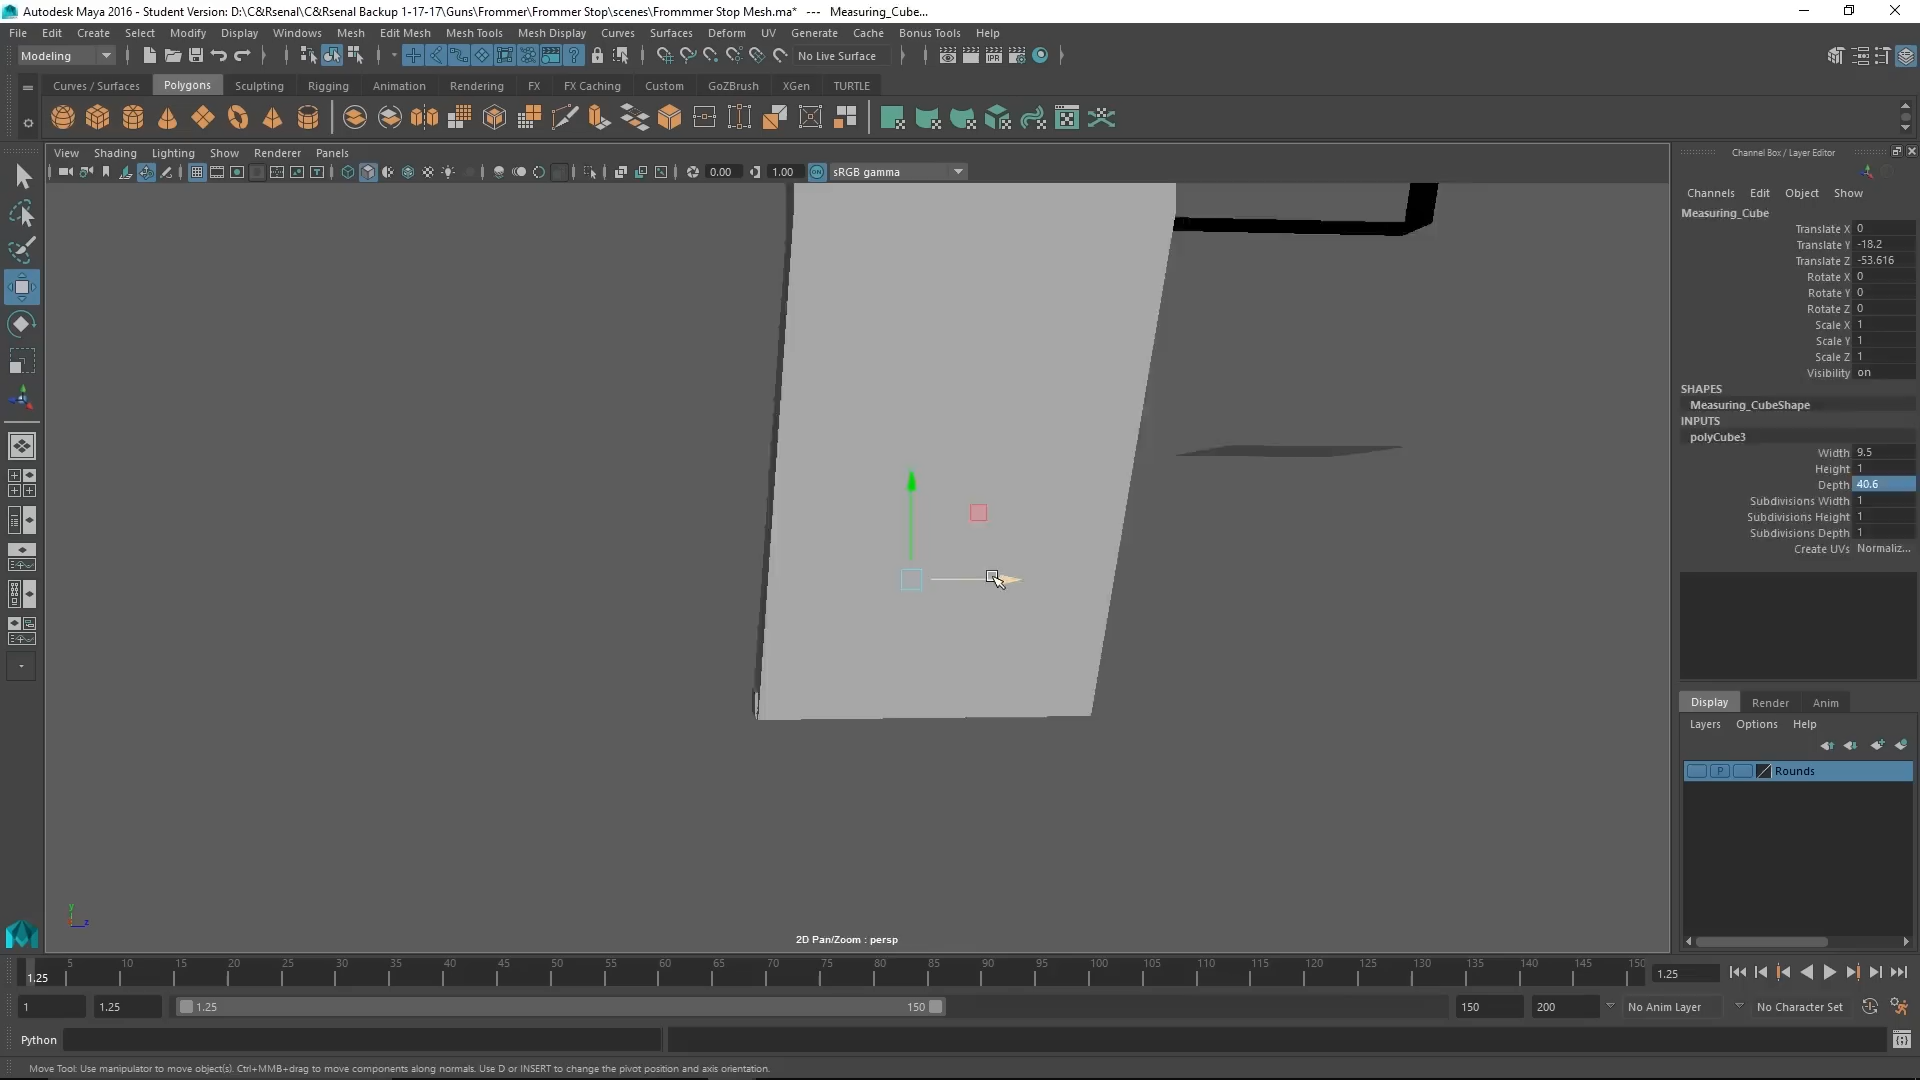 Autodesk Maya 2016 - Student Version: D:\C&Rsenal\C&Rsenal Backup 1-17-17\Guns\Frommer\Frommer Stop\scenes\Frommmer Stop Mesh.ma* --- Measuring_Cube...
File Edit Create Select Modify Display Windows Mesh Edit Mesh Mesh Tools Mesh Display Curves Surfaces Deform UV Generate Cache Bonus Tools Help
Modeling No Live Surface
Curves / Surfaces Polygons Sculpting Rigging Animation Rendering FX FX Caching Custom GoZBrush XGen TURTLE
View Shading Lighting Show Renderer Panels
0.00 1.00 ON sRGB gamma
Channel Box / Layer Editor
Channels Edit Object Show
Measuring_Cube
Translate X 0
Translate Y -18.2
Translate Z -53.616
Rotate X 0
Rotate Y 0
Rotate Z 0
Scale X 1
Scale Y 1
Scale Z 1
Visibility on
SHAPES
Measuring_CubeShape
INPUTS
polyCube3
Width 9.5
Height 1
Depth 40.6
Subdivisions Width 1
Subdivisions Height 1
Subdivisions Depth 1
Create UVs Normaliz...
Display Render Anim
Layers Options Help
P Rounds
y
z
2D Pan/Zoom : persp
5 10 15 20 25 30 35 40 45 50 55 60 65 70 75 80 85 90 95 100 105 110 115 120 125 130 135 140 145 150
1.25 1.25
1 1.25 1.25 150 150 200 No Anim Layer No Character Set
Python
Move Tool: Use manipulator to move object(s). Ctrl+MMB+drag to move components along normals. Use D or INSERT to change the pivot position and axis orientation.